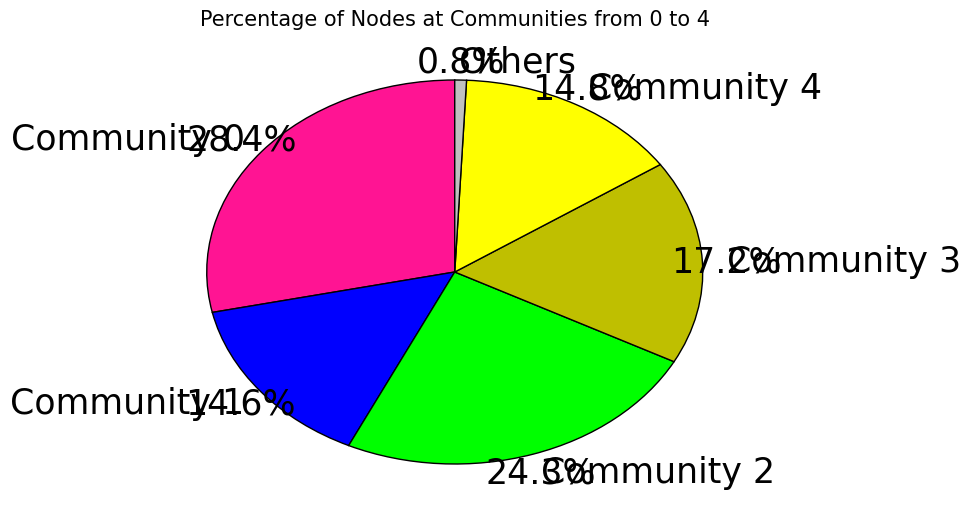 Percentage of Nodes at Communities from 0 to 4
0.8%
Others
14.8%
Community 4
Community 0
28.4%
17.2%
Community 3
Community 1
14.6%
24.3%
Community 2